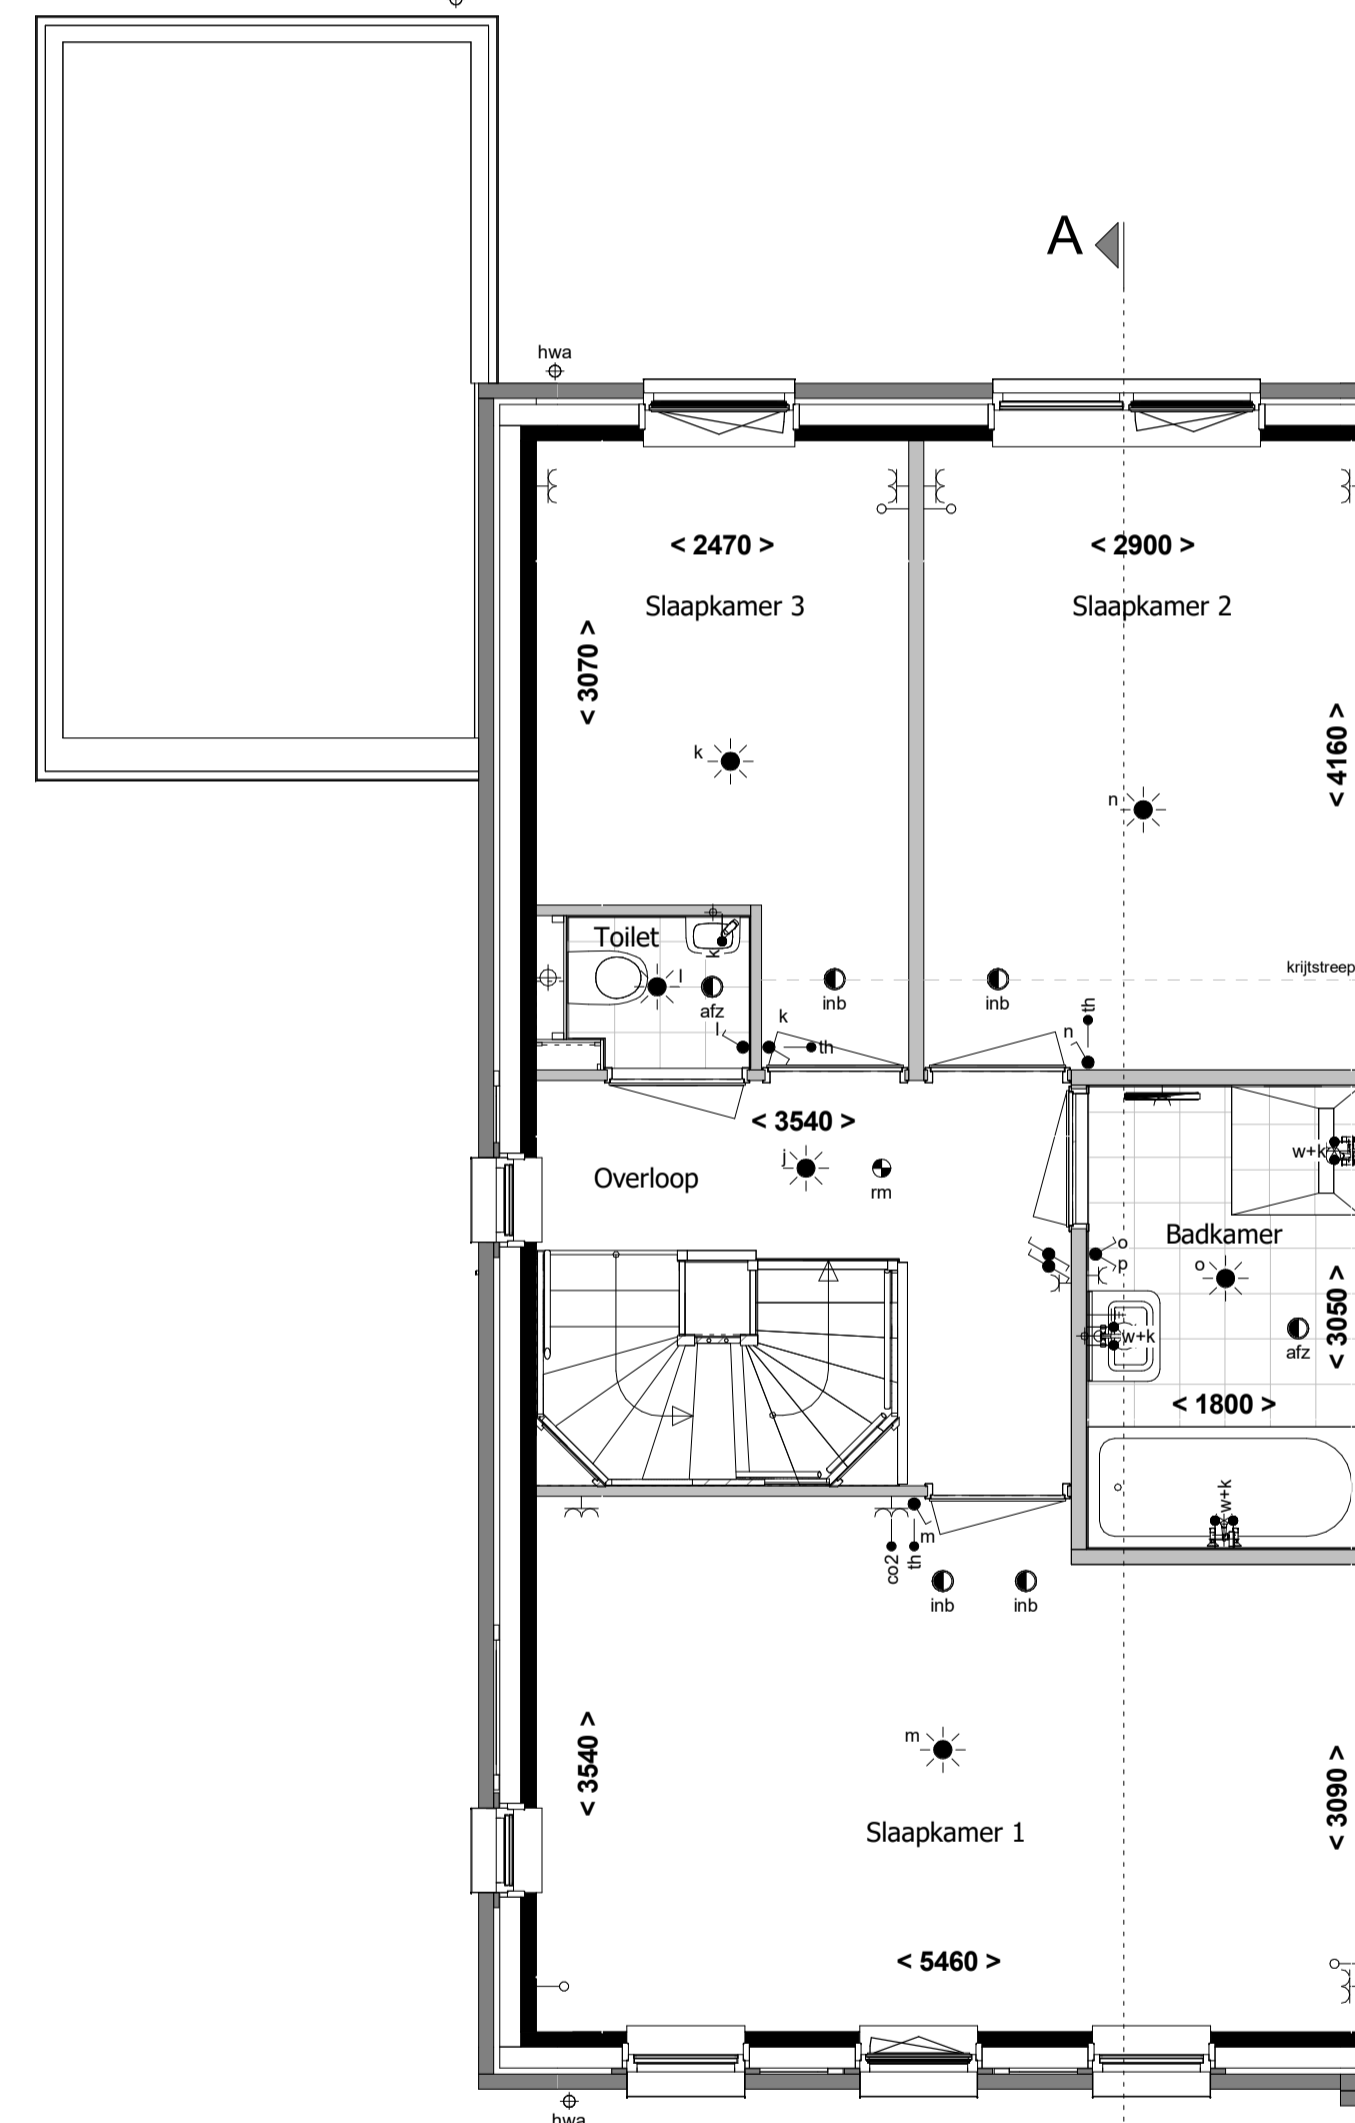 A
hwa
< 2470 >
< 2900 >
Slaapkamer 3
Slaapkamer 2
< 3070 >
< 4160 >
k
n
Toilet
k
l
afz
l
k
th
inb
inb
krijtstreep
th
n
< 3540 >
j
rm
Overloop
w+k
Badkamer
o
p
o
w+k
afz
< 3050 >
< 1800 >
w+k
m
co2
th
inb
inb
m
< 3540 >
< 3090 >
Slaapkamer 1
< 5460 >
hwa